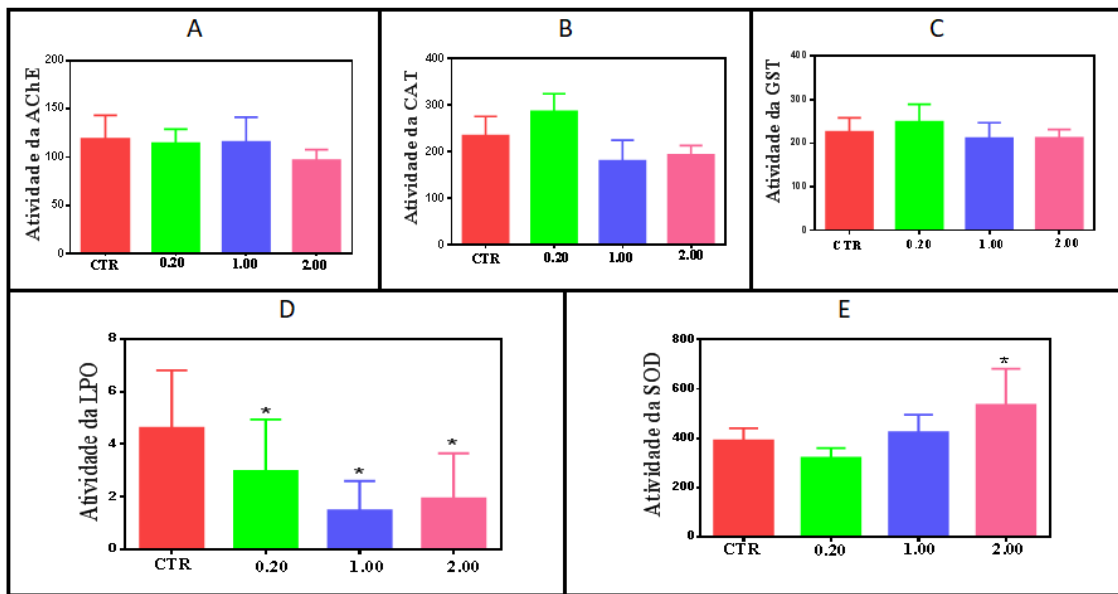 A
Atividade da AChE
200
150
100
50
0
CTR 0.20 1.00 2.00
B
Atividade da CAT
400
300
200
100
0
CTR 0.20 1.00 2.00
C
Atividade da GST
400
300
200
100
0
CTR 0.20 1.00 2.00
D
Atividade da LPO
8
6
4
2
0
* * *
CTR 0.20 1.00 2.00
E
Atividade da SOD
800
600
400
200
0
*
CTR 0.20 1.00 2.00